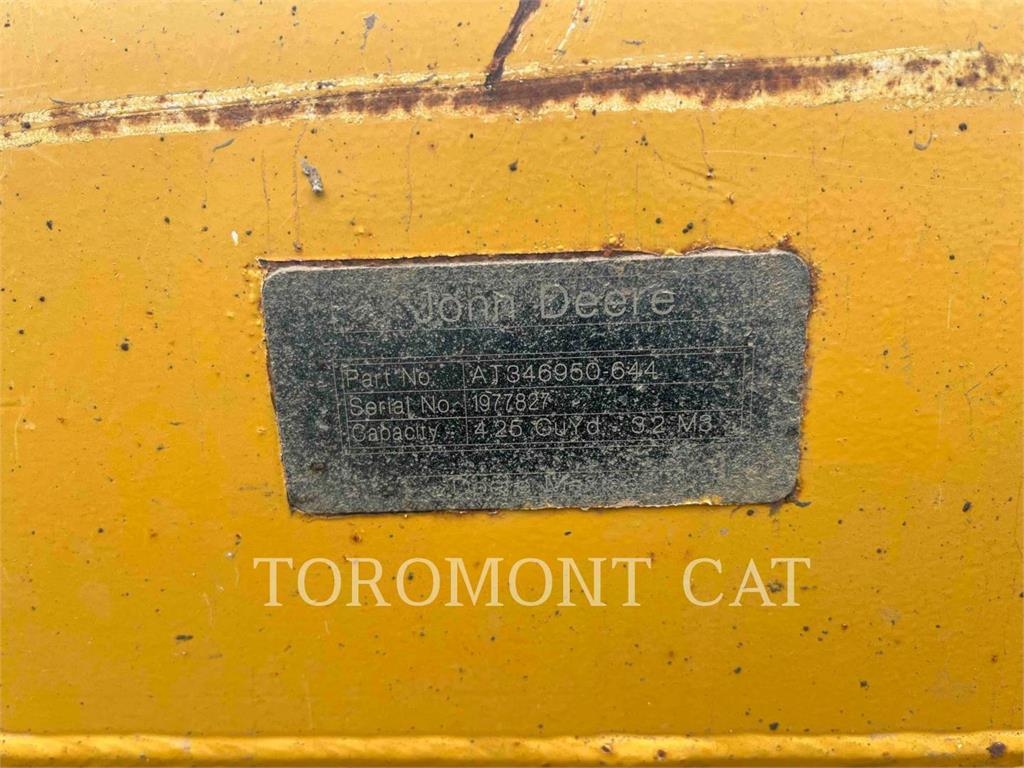 John Deere
Part No. AT346950 644
Serial No. 1977827
Capacity - 4.25 CuYd - 3.2 M3
TOROMONT CAT